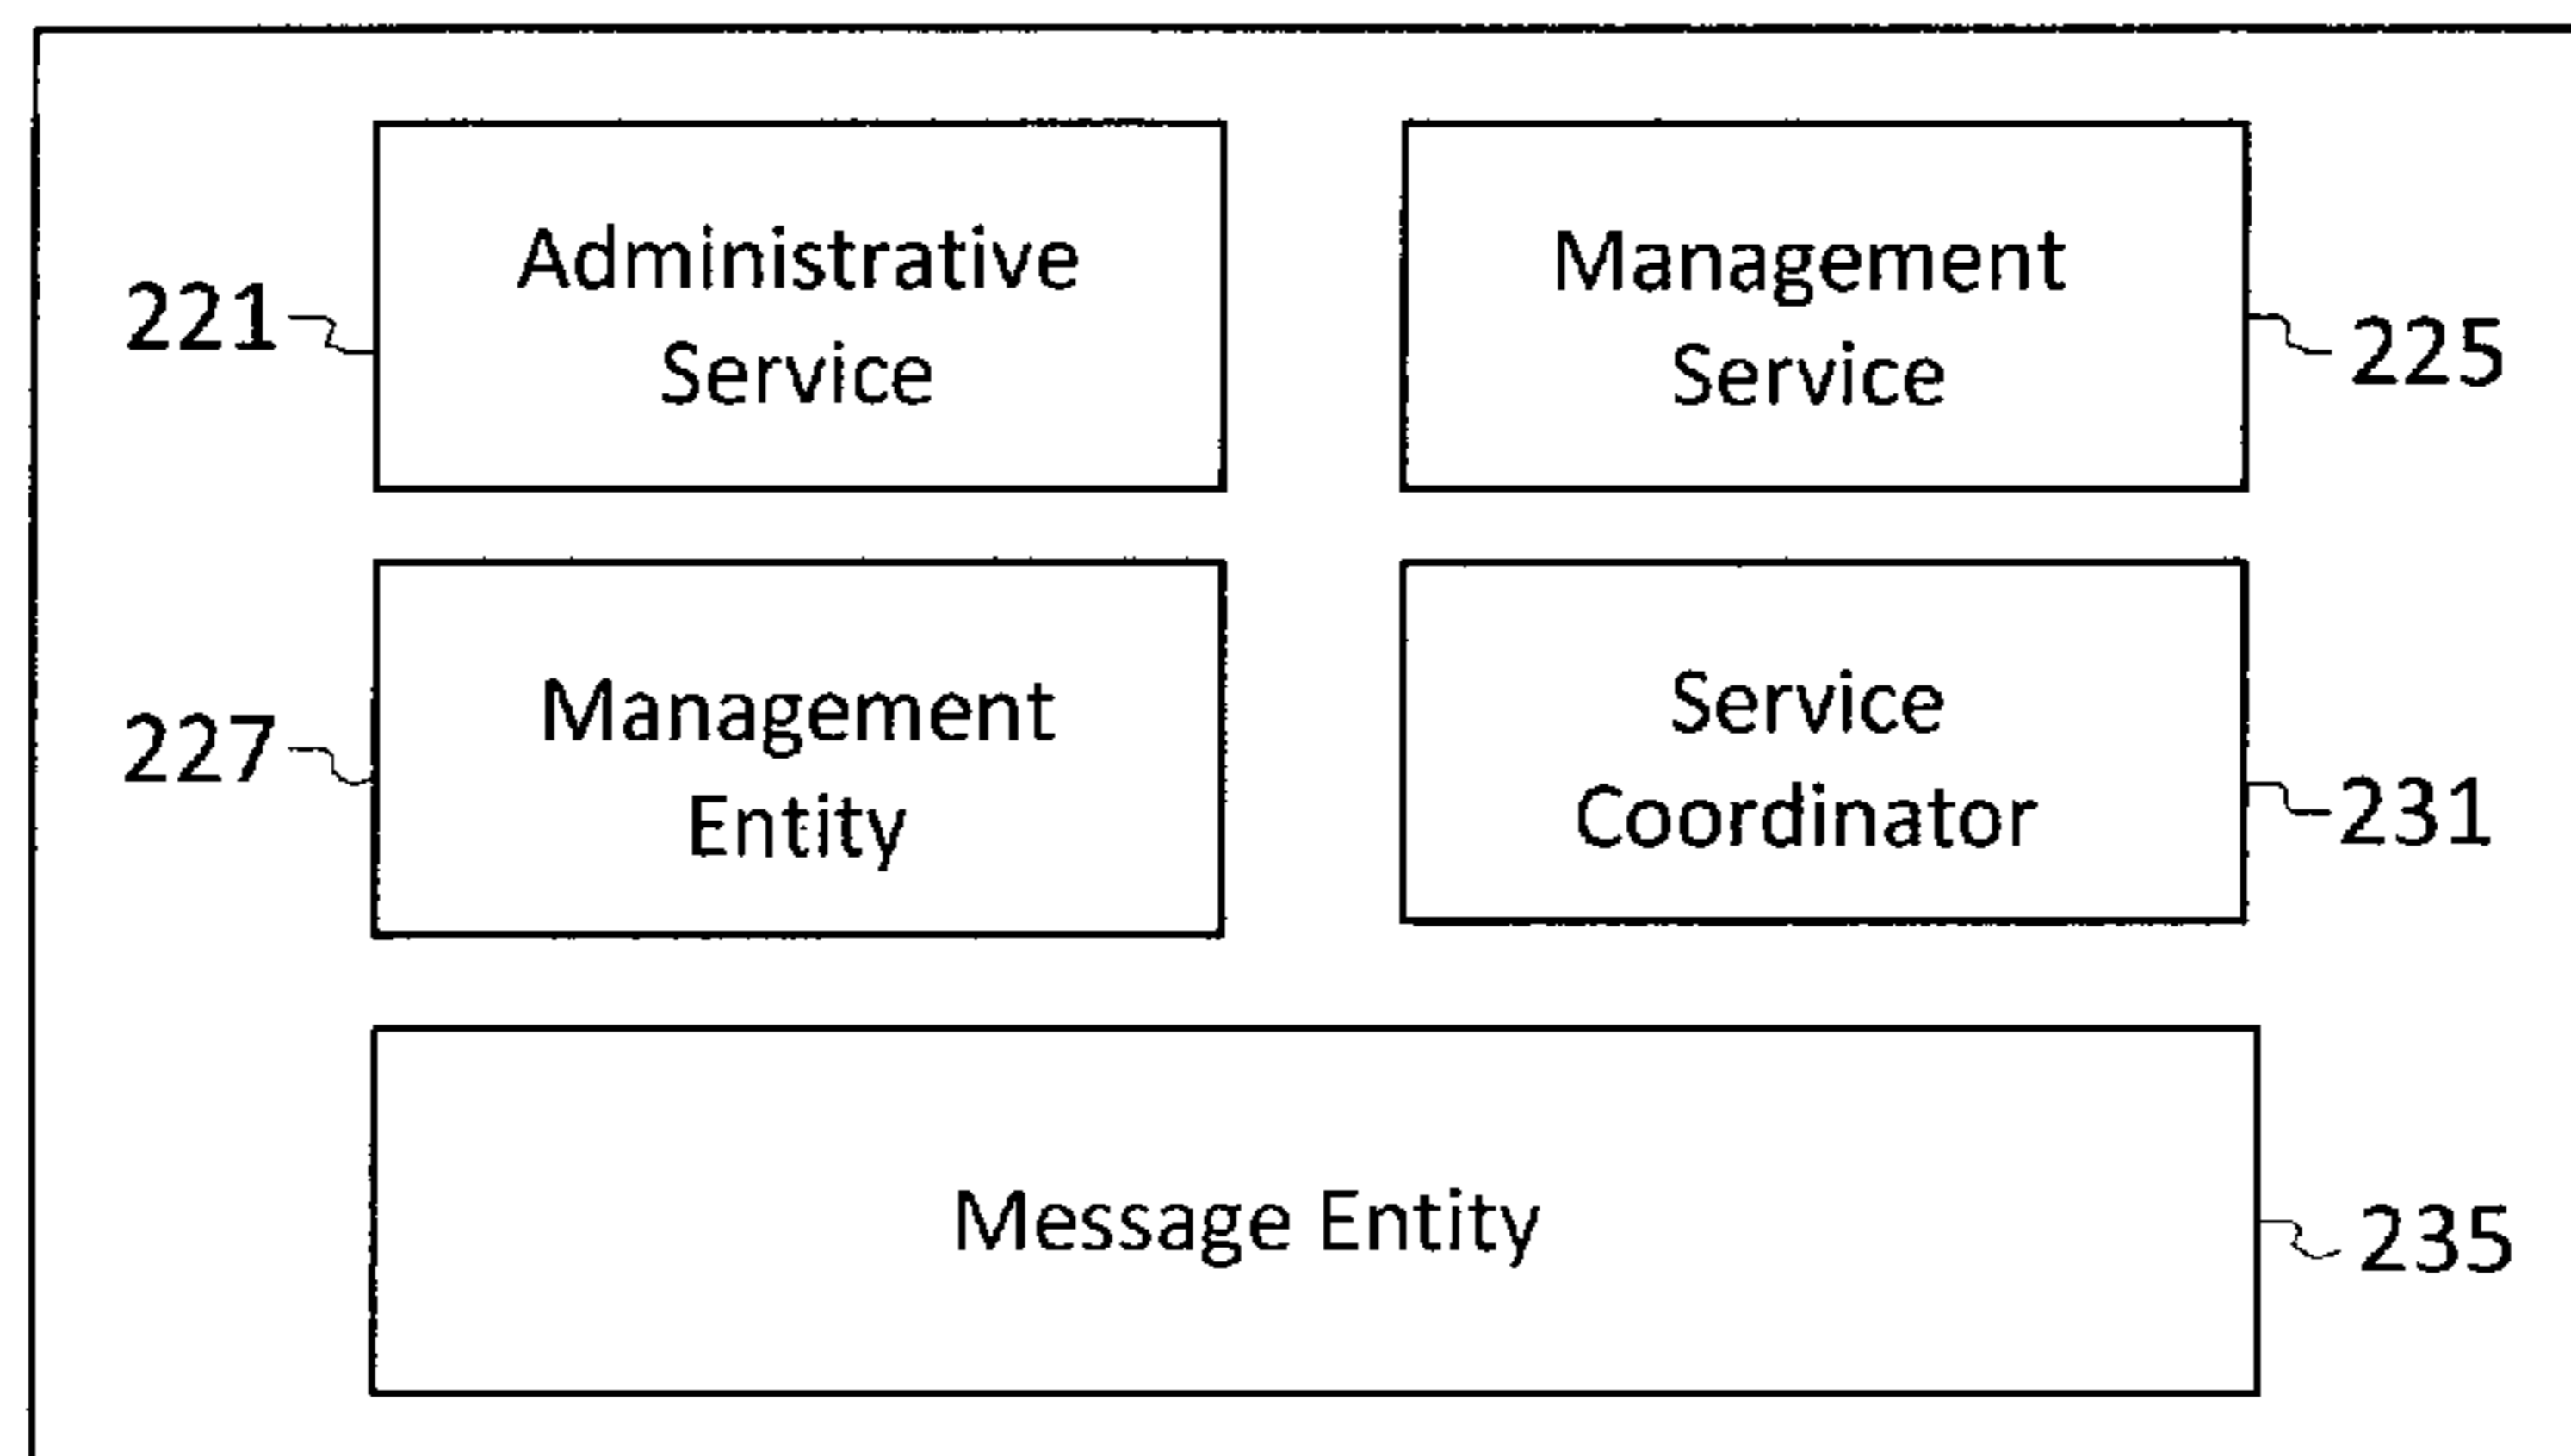 Administrative
Service
221
Management
Service
225
Management
Entity
227
Service
Coordinator
231
Message Entity
235